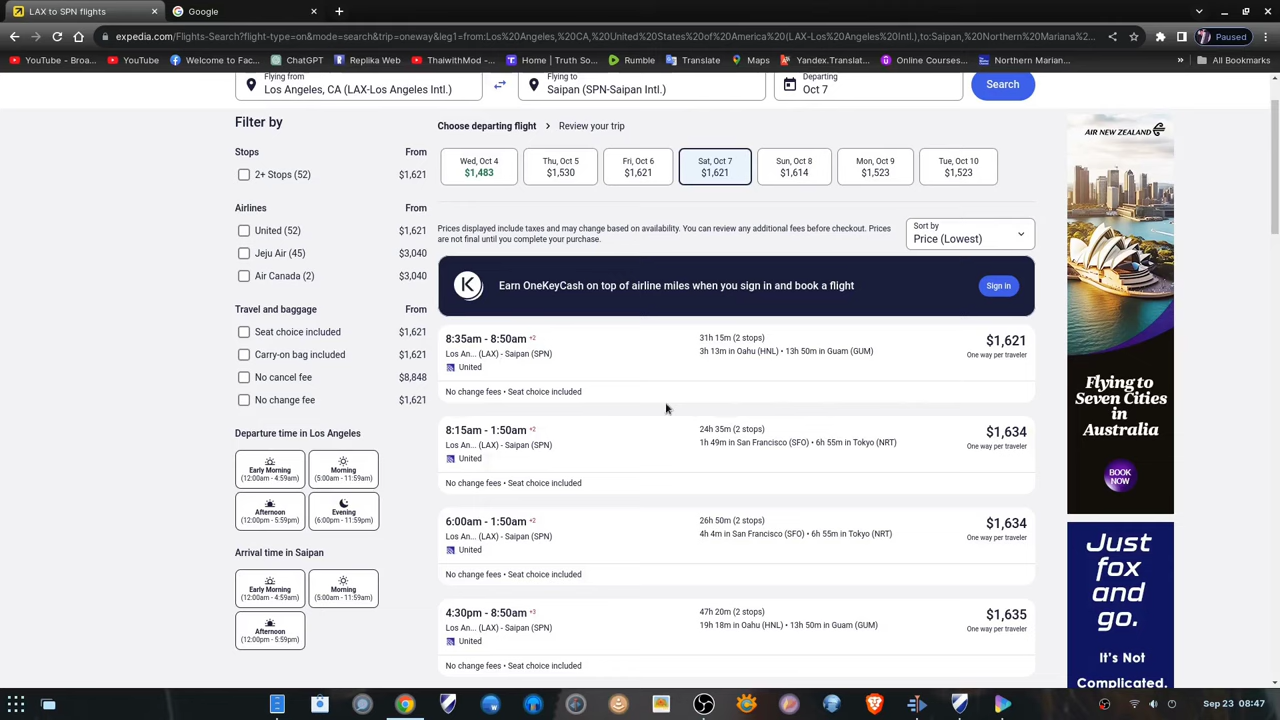 LAX to SPN flights
Google
expedia.com/Flights-Search?flight-type=on&mode=search&trip=oneway&leg1=from:Los%20Angeles,%20CA,%20United%20States%20of%20America%20(LAX-Los%20Angeles%20Intl.),to:Saipan,%20Northern%20Mariana%2...
Paused
YouTube - Broa...
YouTube
Welcome to Fac...
ChatGPT
Replika Web
ThaiwithMod - ...
Home | Truth So...
Rumble
Translate
Maps
Yandex.Translat...
Online Courses...
Northern Marian...
All Bookmarks
Flying from
Los Angeles, CA (LAX-Los Angeles Intl.)
Flying to
Saipan (SPN-Saipan Intl.)
Departing
Oct 7
Search
Filter by
Stops From
2+ Stops (52) $1,621
Airlines From
United (52) $1,621
Jeju Air (45) $3,040
Air Canada (2) $3,040
Travel and baggage From
Seat choice included $1,621
Carry-on bag included $1,621
No cancel fee $8,848
No change fee $1,621
Departure time in Los Angeles
Early Morning
(12:00am - 4:59am)
Morning
(5:00am - 11:59am)
Afternoon
(12:00pm - 5:59pm)
Evening
(6:00pm - 11:59pm)
Arrival time in Saipan
Early Morning
(12:00am - 4:59am)
Morning
(5:00am - 11:59am)
Afternoon
(12:00pm - 5:59pm)
Choose departing flight
Review your trip
Wed, Oct 4
$1,483
Thu, Oct 5
$1,530
Fri, Oct 6
$1,621
Sat, Oct 7
$1,621
Sun, Oct 8
$1,614
Mon, Oct 9
$1,523
Tue, Oct 10
$1,523
Prices displayed include taxes and may change based on availability. You can review any additional fees before checkout. Prices
are not final until you complete your purchase.
Sort by
Price (Lowest)
K
Earn OneKeyCash on top of airline miles when you sign in and book a flight
Sign in
8:35am - 8:50am +2
Los An... (LAX) - Saipan (SPN)
United
31h 15m (2 stops)
3h 13m in Oahu (HNL) • 13h 50m in Guam (GUM)
$1,621
One way per traveler
No change fees • Seat choice included
8:15am - 1:50am +2
Los An... (LAX) - Saipan (SPN)
United
24h 35m (2 stops)
1h 49m in San Francisco (SFO) • 6h 55m in Tokyo (NRT)
$1,634
One way per traveler
No change fees • Seat choice included
6:00am - 1:50am +2
Los An... (LAX) - Saipan (SPN)
United
26h 50m (2 stops)
4h 4m in San Francisco (SFO) • 6h 55m in Tokyo (NRT)
$1,634
One way per traveler
No change fees • Seat choice included
4:30pm - 8:50am +3
Los An... (LAX) - Saipan (SPN)
United
47h 20m (2 stops)
19h 18m in Oahu (HNL) • 13h 50m in Guam (GUM)
$1,635
One way per traveler
No change fees • Seat choice included
AIR NEW ZEALAND
Flying to
Seven Cities
in
Australia
BOOK
NOW
Just
fox
and
go.
It's Not
Complicated.
Sep 23 08:47